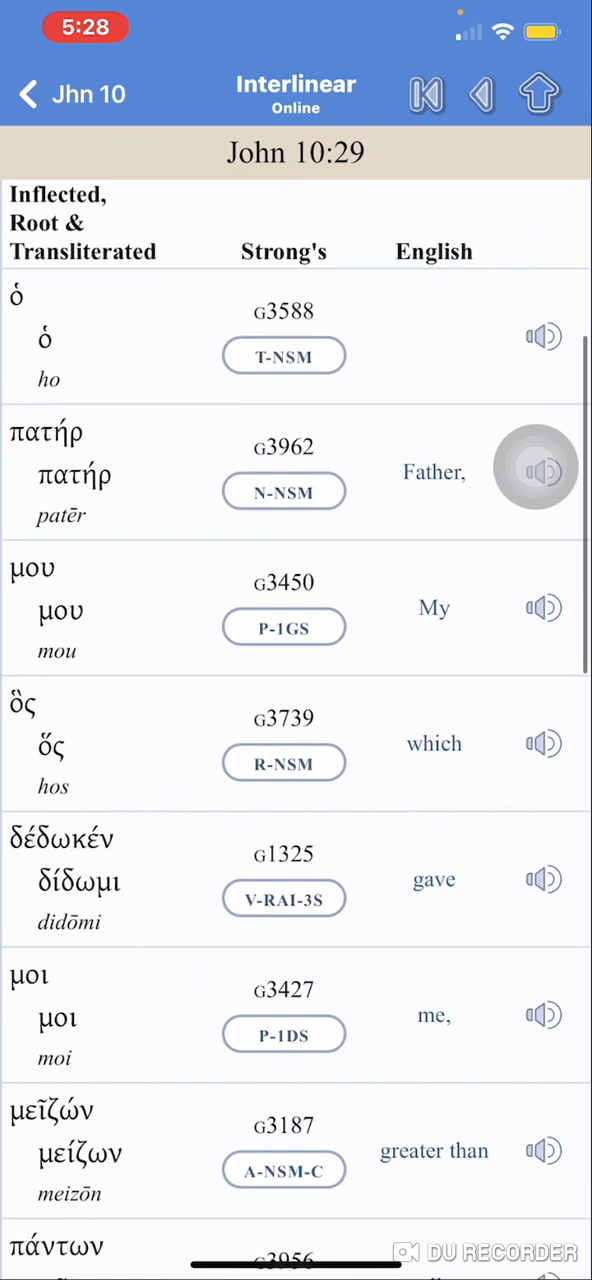 5:28
Jhn 10
Interlinear
Online
John 10:29
Inflected,
Root &
Transliterated
Strong's
English
ὁ
ὁ
ho
G3588
T-NSM
πατήρ
πατήρ
patēr
G3962
N-NSM
Father,
μου
μου
mou
G3450
P-1GS
My
ὃς
ὅς
hos
G3739
R-NSM
which
δέδωκέν
δίδωμι
didōmi
G1325
V-RAI-3S
gave
μοι
μοι
moi
G3427
P-1DS
me,
μεῖζών
μείζων
meizōn
G3187
A-NSM-C
greater than
πάντων
G3956
DU RECORDER